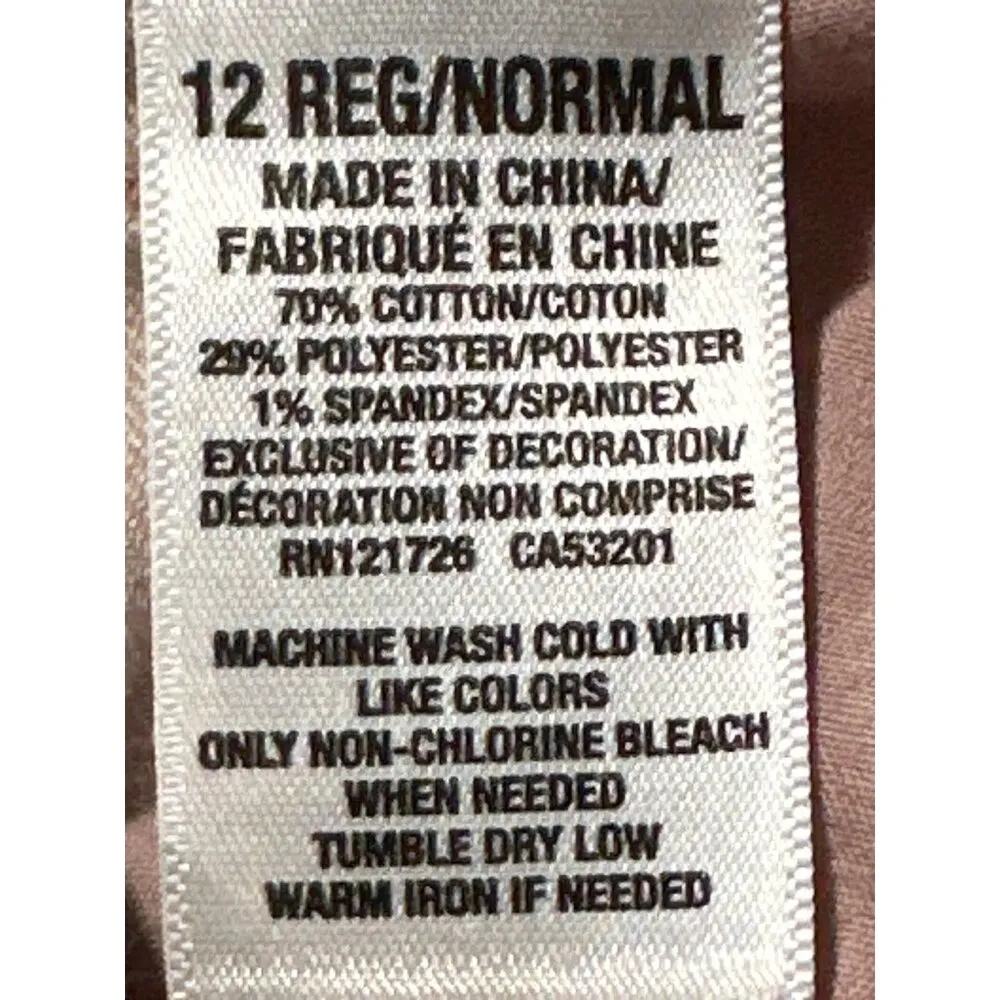 12 REG/NORMAL
MADE IN CHINA/
FABRIQUÉ EN CHINE
70% COTTON/COTON
29% POLYESTER/POLYESTER
1% SPANDEX/SPANDEX
EXCLUSIVE OF DECORATION/
DÉCORATION NON COMPRISE
RN121726 CA53201
MACHINE WASH COLD WITH
LIKE COLORS
ONLY NON-CHLORINE BLEACH
WHEN NEEDED
TUMBLE DRY LOW
WARM IRON IF NEEDED